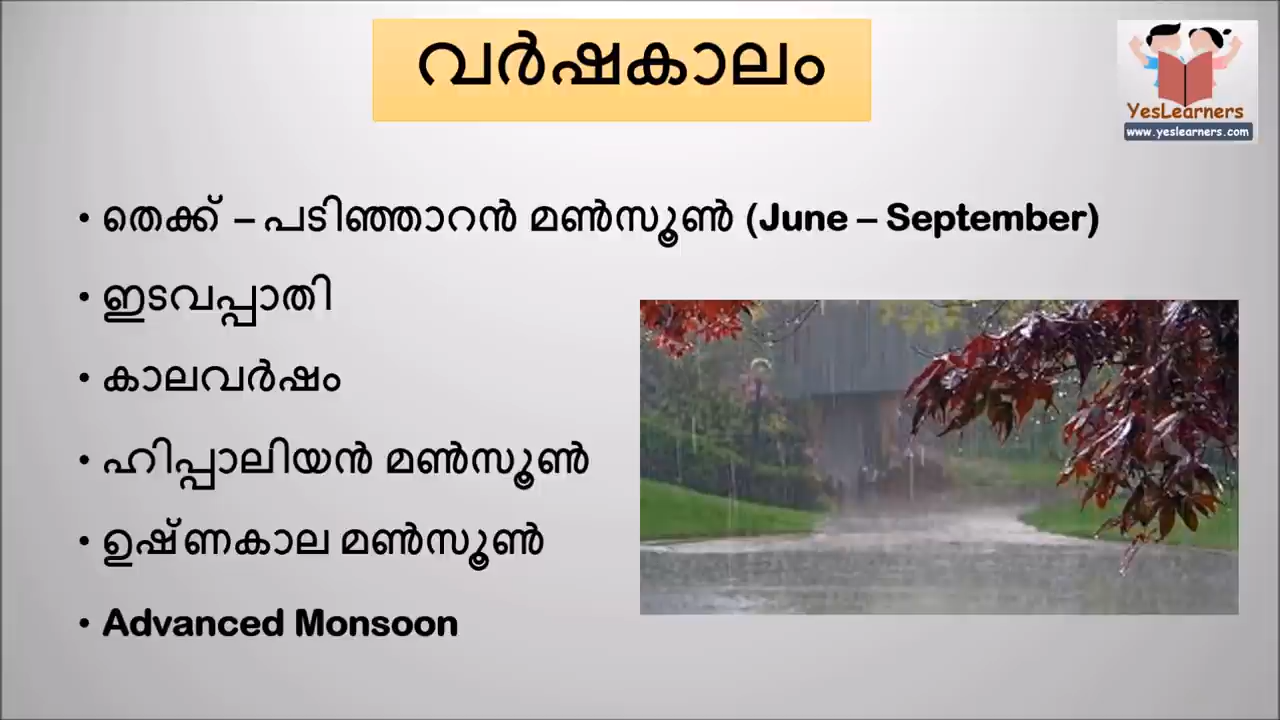 വർഷകാലം
YesLearners
www.yeslearners.com
• തെക്ക് – പടിഞ്ഞാറൻ മൺസൂൺ (June – September)
• ഇടവപ്പാതി
• കാലവർഷം
• ഹിപ്പാലിയൻ മൺസൂൺ
• ഉഷ്ണകാല മൺസൂൺ
• Advanced Monsoon